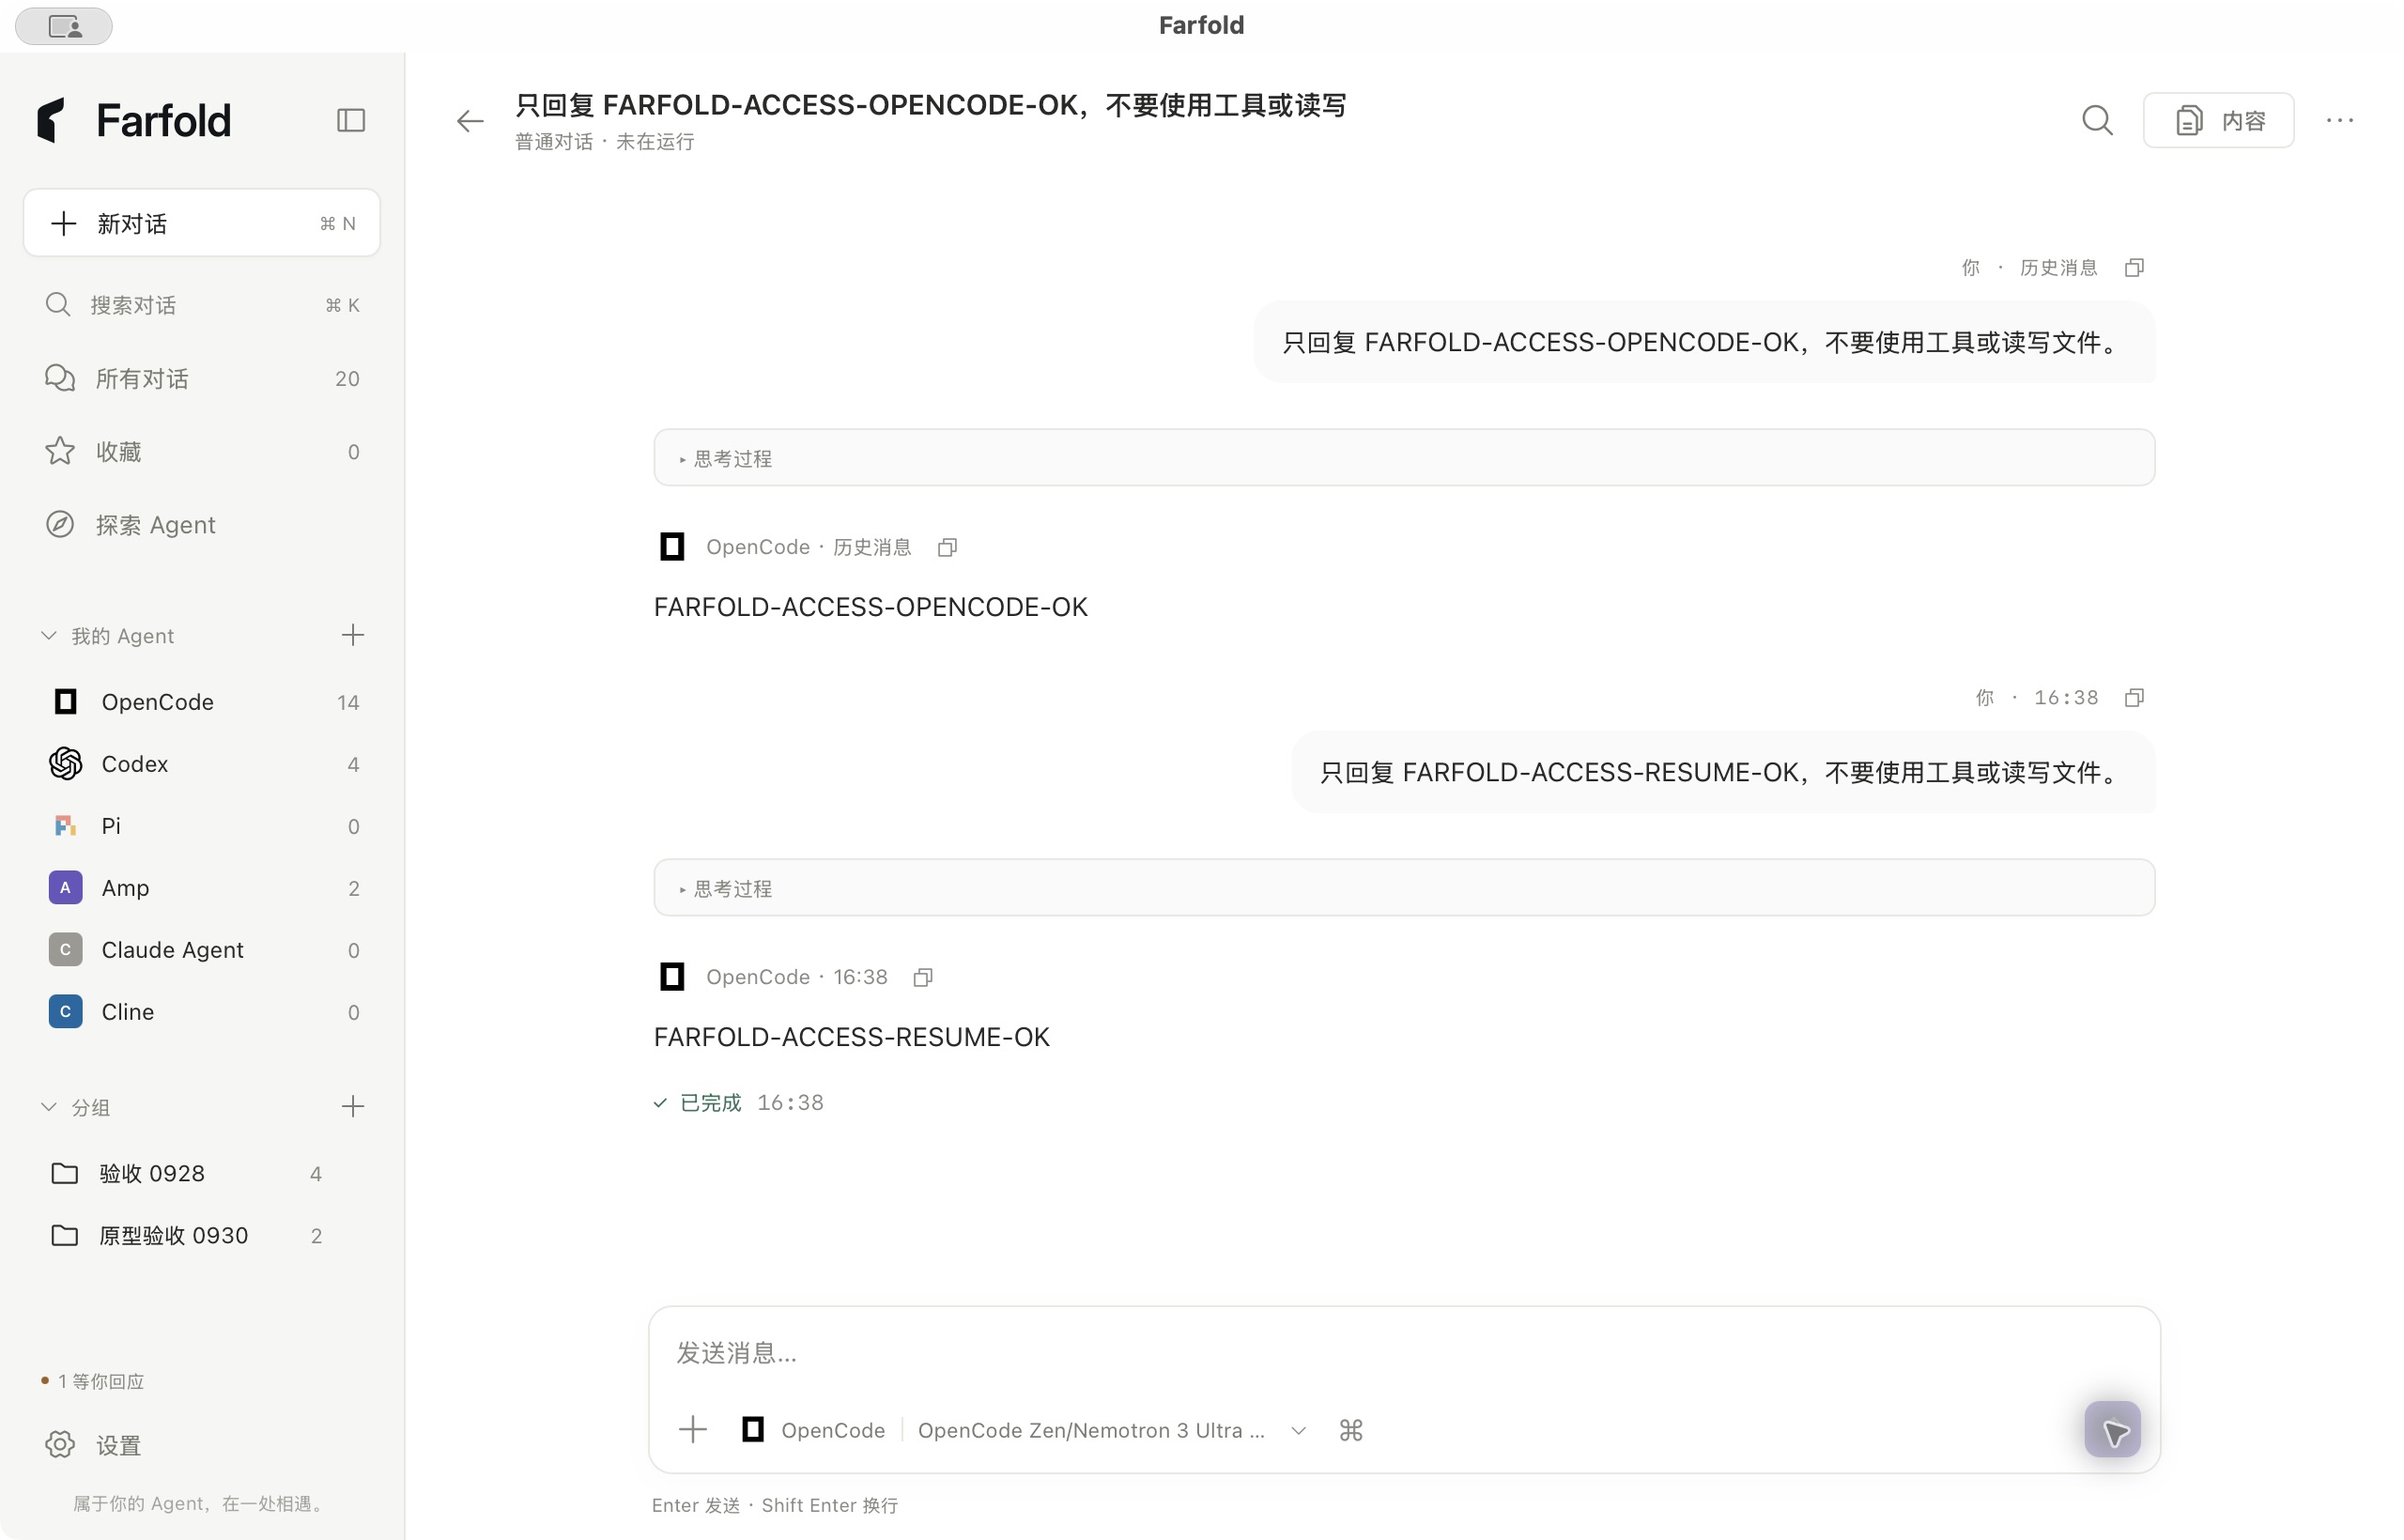 Farfold
Farfold
新对话 ⌘ N
搜索对话 ⌘ K
所有对话 20
收藏 0
探索 Agent
我的 Agent
OpenCode 14
Codex 4
Pi 0
A Amp 2
C Claude Agent 0
C Cline 0
分组
验收 0928 4
原型验收 0930 2
1 等你回应
设置
属于你的 Agent，在一处相遇。
只回复 FARFOLD-ACCESS-OPENCODE-OK，不要使用工具或读写
普通对话 · 未在运行
内容
你 · 历史消息
只回复 FARFOLD-ACCESS-OPENCODE-OK，不要使用工具或读写文件。
思考过程
OpenCode · 历史消息
FARFOLD-ACCESS-OPENCODE-OK
你 · 16:38
只回复 FARFOLD-ACCESS-RESUME-OK，不要使用工具或读写文件。
思考过程
OpenCode · 16:38
FARFOLD-ACCESS-RESUME-OK
已完成 16:38
发送消息...
OpenCode OpenCode Zen/Nemotron 3 Ultra ... ⌘
Enter 发送 · Shift Enter 换行